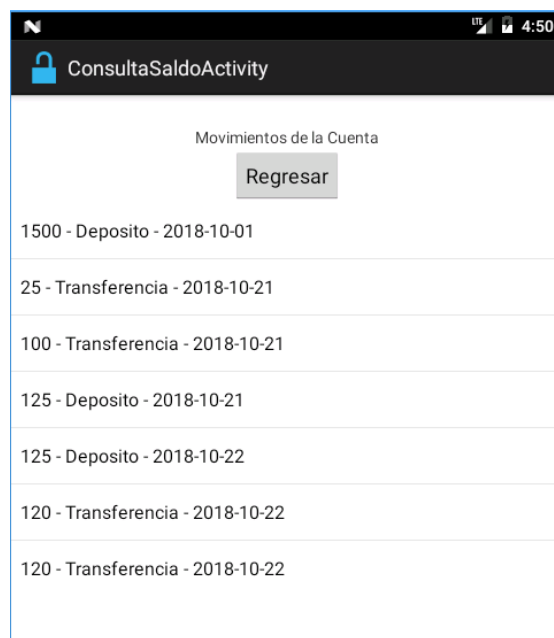 N LTE 4:50
ConsultaSaldoActivity
Movimientos de la Cuenta
Regresar
1500 - Deposito - 2018-10-01
25 - Transferencia - 2018-10-21
100 - Transferencia - 2018-10-21
125 - Deposito - 2018-10-21
125 - Deposito - 2018-10-22
120 - Transferencia - 2018-10-22
120 - Transferencia - 2018-10-22